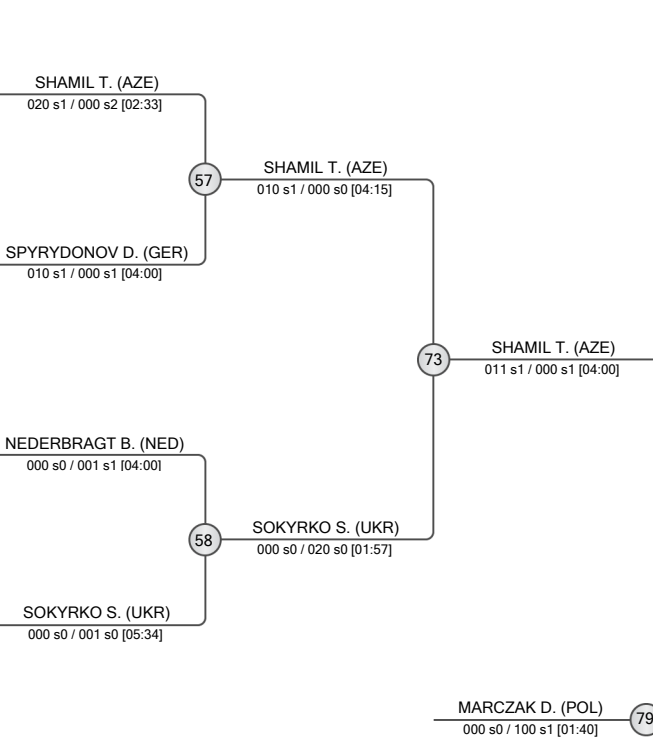 SHAMIL T. (AZE)
020 s1 / 000 s2 [02:33]
57
SHAMIL T. (AZE)
010 s1 / 000 s0 [04:15]
SPYRYDONOV D. (GER)
010 s1 / 000 s1 [04:00]
73
SHAMIL T. (AZE)
011 s1 / 000 s1 [04:00]
NEDERBRAGT B. (NED)
000 s0 / 001 s1 [04:00]
58
SOKYRKO S. (UKR)
000 s0 / 020 s0 [01:57]
SOKYRKO S. (UKR)
000 s0 / 001 s0 [05:34]
MARCZAK D. (POL)
000 s0 / 100 s1 [01:40]
79